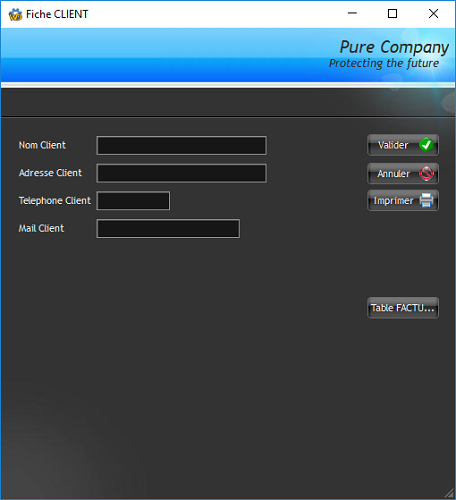 Fiche CLIENT
Pure Company
Protecting the future
Nom Client
Valider
Adresse Client
Annuler
Telephone Client
Imprimer
Mail Client
Table FACTU...